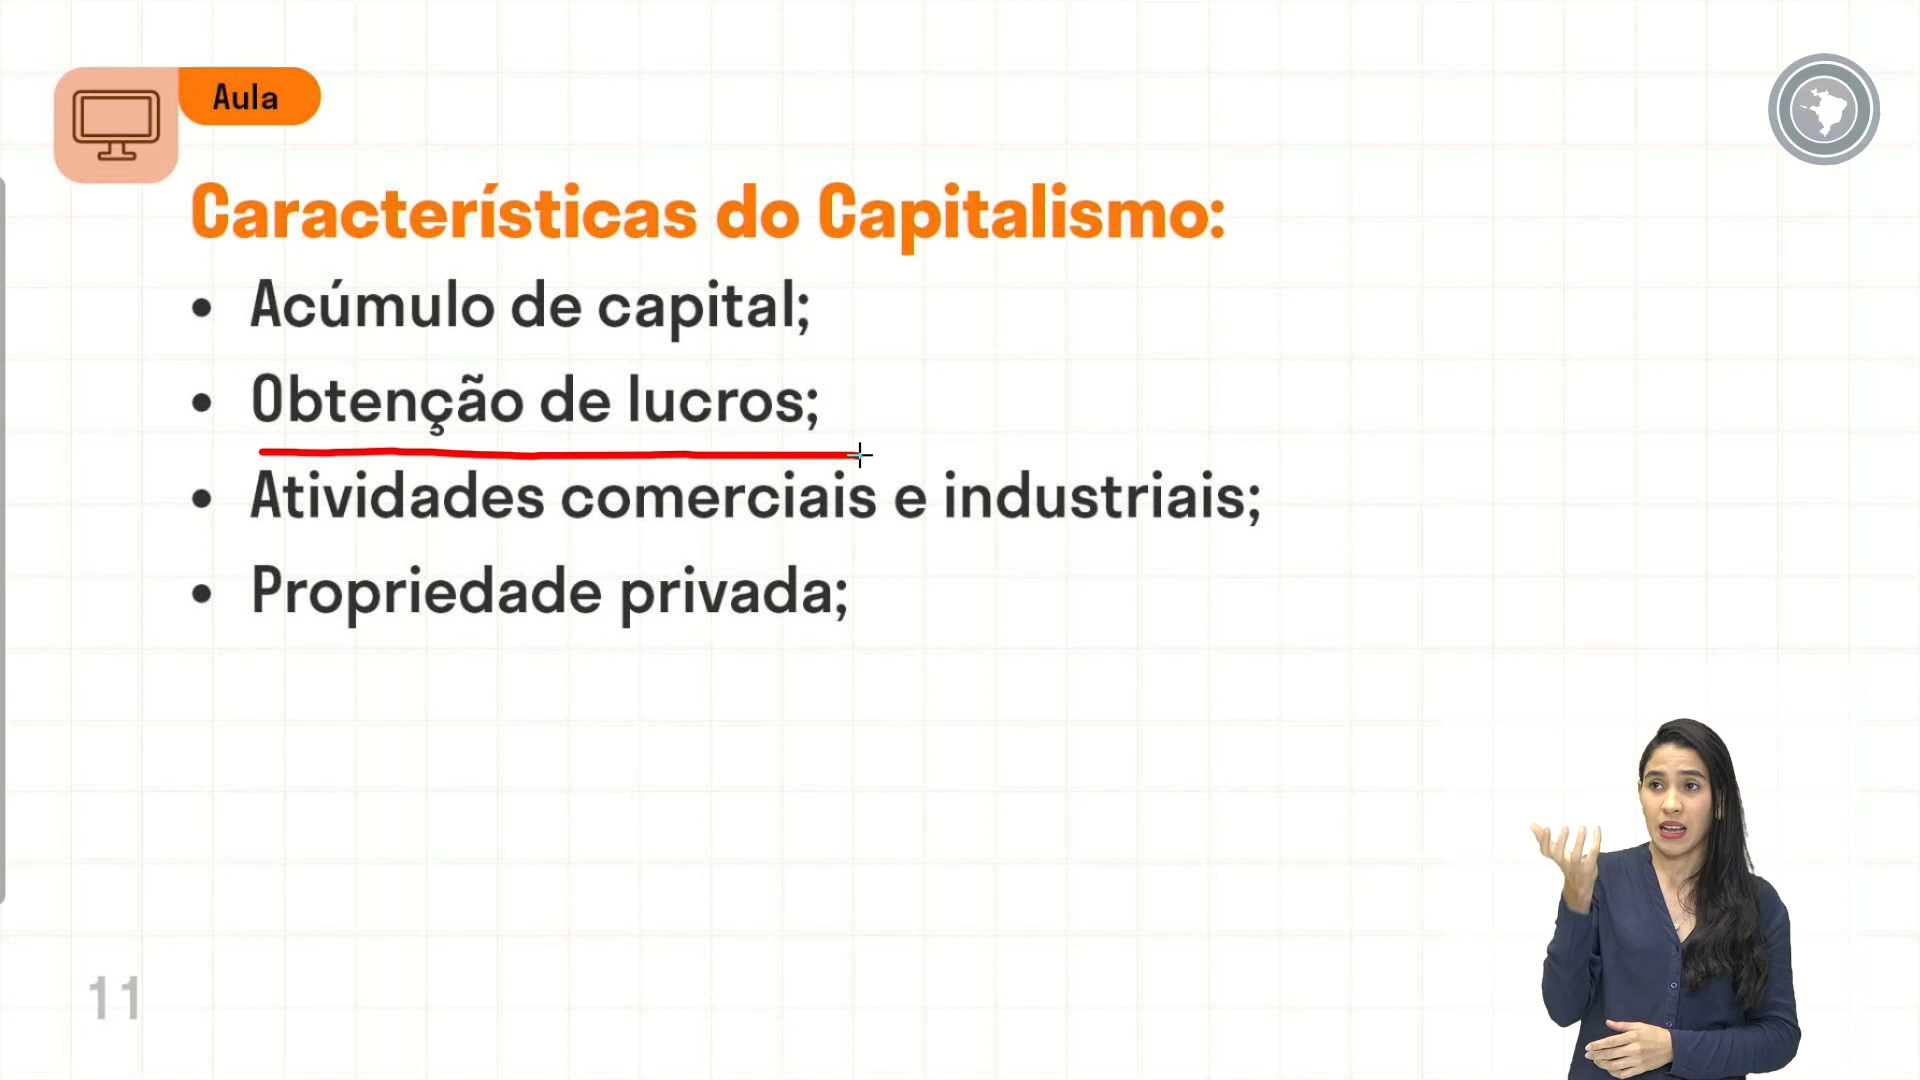 Aula
Características do Capitalismo:
• Acúmulo de capital;
• Obtenção de lucros;
• Atividades comerciais e industriais;
• Propriedade privada;
11